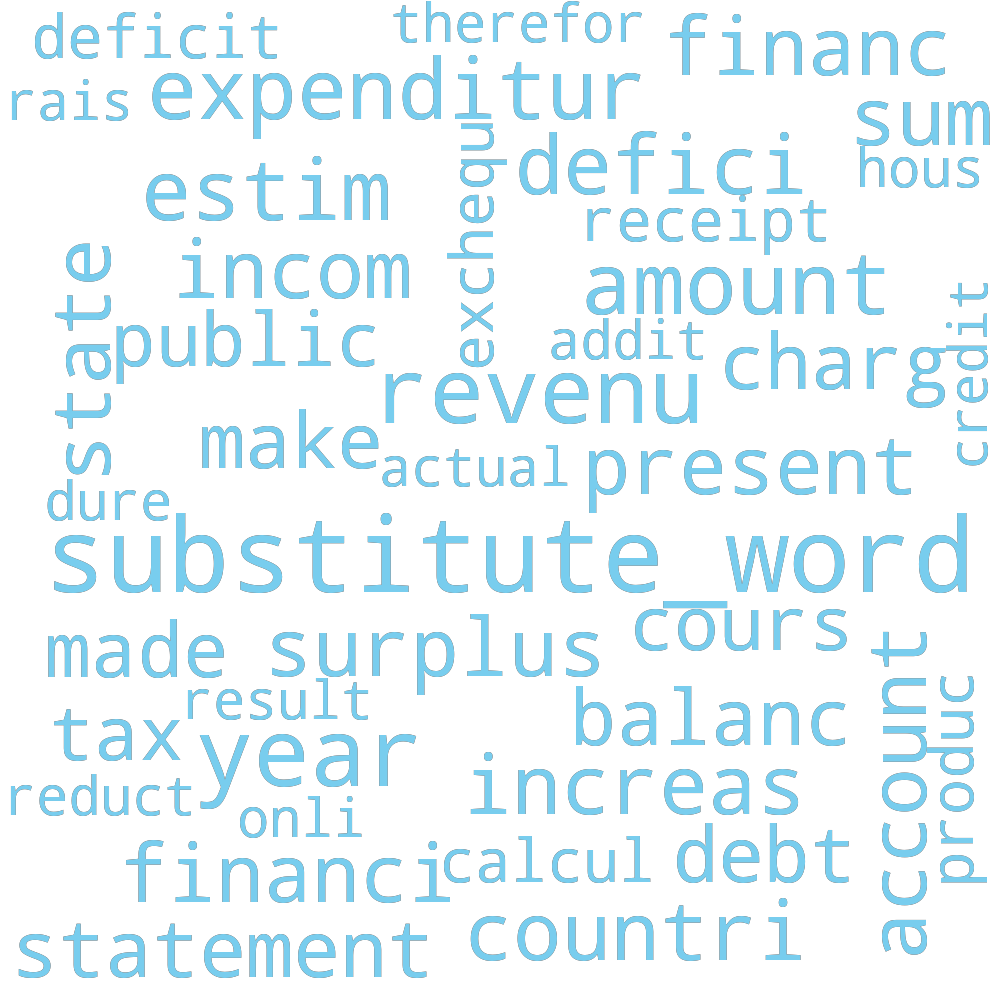 deficit
therefor
financ
rais
expenditur
sum
hous
exchequ
defici
estim
receipt
state
incom
amount
credit
public
addit
charg
revenu
make
actual
present
dure
substitute_word
made
surplus
cours
account
result
produc
tax
year
balanc
reduct
onli
increas
financi
calcul
debt
statement
countri